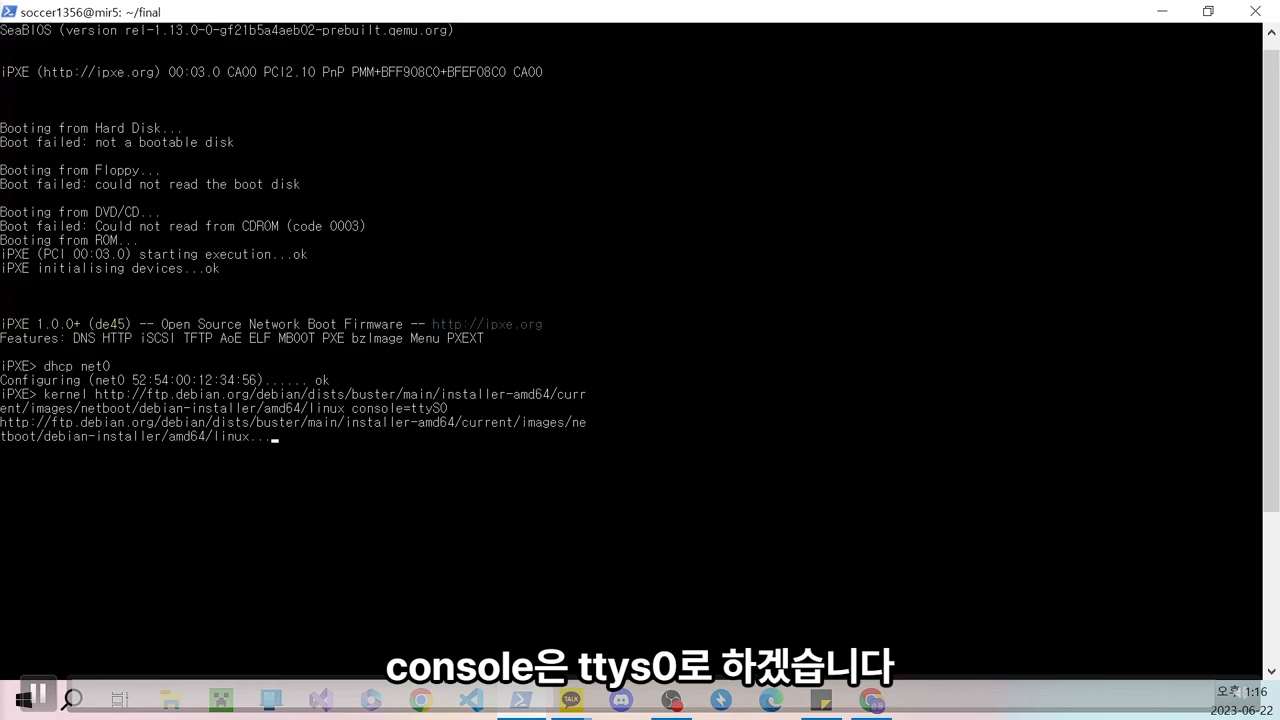 soccer1356@mir5: ~/final
SeaBIOS (version rel-1.13.0-0-gf21b5a4aeb02-prebuilt.qemu.org)
iPXE (http://ipxe.org) 00:03.0 CA00 PCI2.10 PnP PMM+BFF908C0+BFEF08C0 CA00
Booting from Hard Disk...
Boot failed: not a bootable disk
Booting from Floppy...
Boot failed: could not read the boot disk
Booting from DVD/CD...
Boot failed: Could not read from CDROM (code 0003)
Booting from ROM...
iPXE (PCI 00:03.0) starting execution...ok
iPXE initialising devices...ok
iPXE 1.0.0+ (de45) -- Open Source Network Boot Firmware -- http://ipxe.org
Features: DNS HTTP iSCSI TFTP AoE ELF MBOOT PXE bzImage Menu PXEXT
iPXE> dhcp net0
Configuring (net0 52:54:00:12:34:56)...... ok
iPXE> kernel http://ftp.debian.org/debian/dists/buster/main/installer-amd64/curr
ent/images/netboot/debian-installer/amd64/linux console=ttyS0
http://ftp.debian.org/debian/dists/buster/main/installer-amd64/current/images/ne
tboot/debian-installer/amd64/linux...
console은 ttys0로 하겠습니다
TALK
오후 1:16
2023-06-22